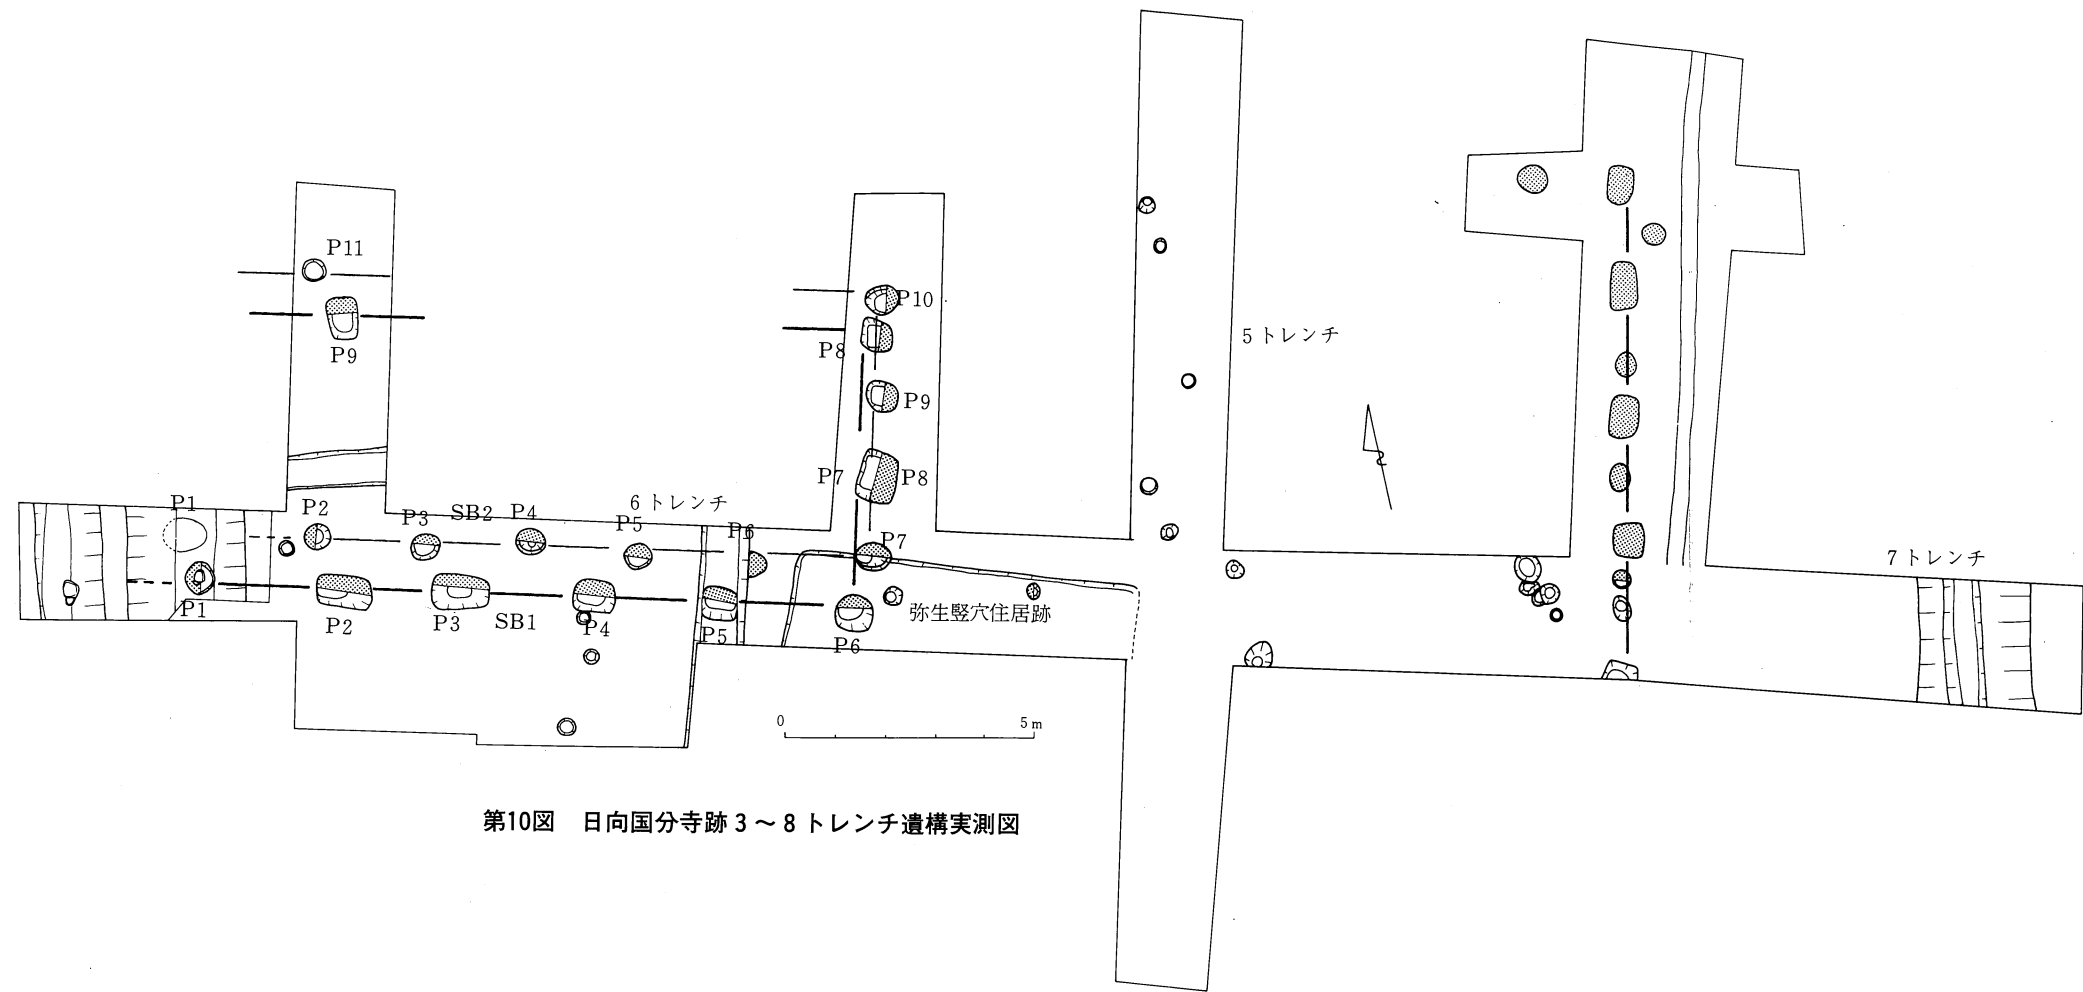 P11
P9
P10
P8
P9
P7 P8
5トレンチ
6トレンチ
7トレンチ
P1 P2 P3 SB2 P4 P5 P6 P7
P1 P2 P3 SB1 P4 P5 P6
弥生竪穴住居跡
0 5m
第10図 日向国分寺跡3～8トレンチ遺構実測図